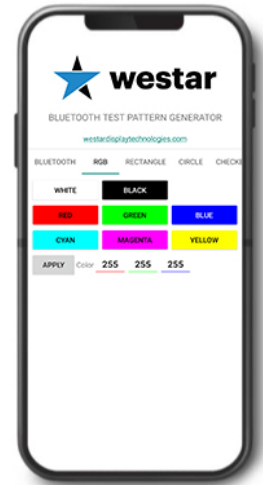 westar
BLUETOOTH TEST PATTERN GENERATOR
westardisplaytechnologies.com
BLUETOOTH RGB RECTANGLE CIRCLE CHECKE
WHITE BLACK
RED GREEN BLUE
CYAN MAGENTA YELLOW
APPLY Color 255 255 255